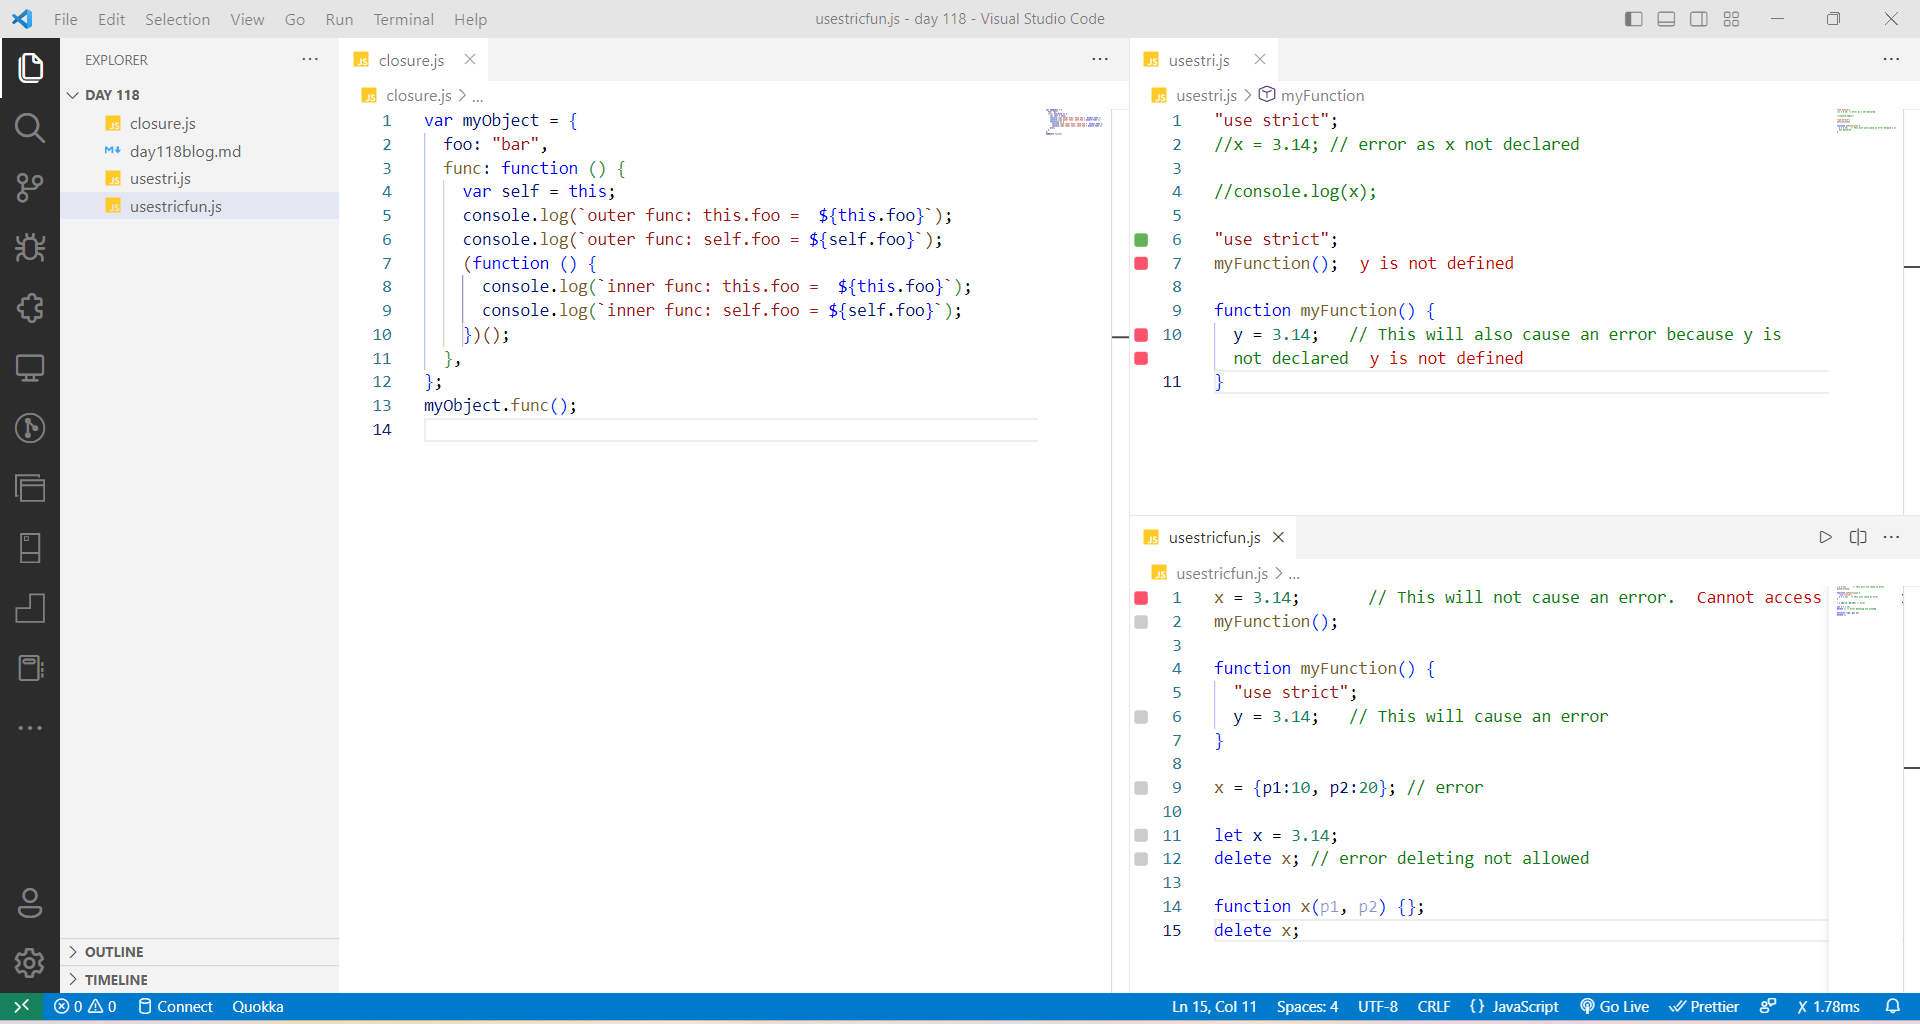 File Edit Selection View Go Run Terminal Help
usestricfun.js - day 118 - Visual Studio Code
EXPLORER
DAY 118
closure.js
day118blog.md
usestri.js
usestricfun.js
OUTLINE
TIMELINE
closure.js
closure.js > ...
1 var myObject = {
2 foo: "bar",
3 func: function () {
4 var self = this;
5 console.log(`outer func: this.foo =  ${this.foo}`);
6 console.log(`outer func: self.foo = ${self.foo}`);
7 (function () {
8 console.log(`inner func: this.foo =  ${this.foo}`);
9 console.log(`inner func: self.foo = ${self.foo}`);
10 })();
11 },
12 };
13 myObject.func();
14
usestri.js
usestri.js > myFunction
1 "use strict";
2 //x = 3.14; // error as x not declared
3
4 //console.log(x);
5
6 "use strict";
7 myFunction();  y is not defined
8
9 function myFunction() {
10 y = 3.14;   // This will also cause an error because y is
not declared  y is not defined
11 }
usestricfun.js
usestricfun.js > ...
1 x = 3.14;       // This will not cause an error.  Cannot access
2 myFunction();
3
4 function myFunction() {
5 "use strict";
6 y = 3.14;   // This will cause an error
7 }
8
9 x = {p1:10, p2:20}; // error
10
11 let x = 3.14;
12 delete x; // error deleting not allowed
13
14 function x(p1, p2) {};
15 delete x;
0 0 Connect Quokka Ln 15, Col 11 Spaces: 4 UTF-8 CRLF {} JavaScript Go Live Prettier X 1.78ms